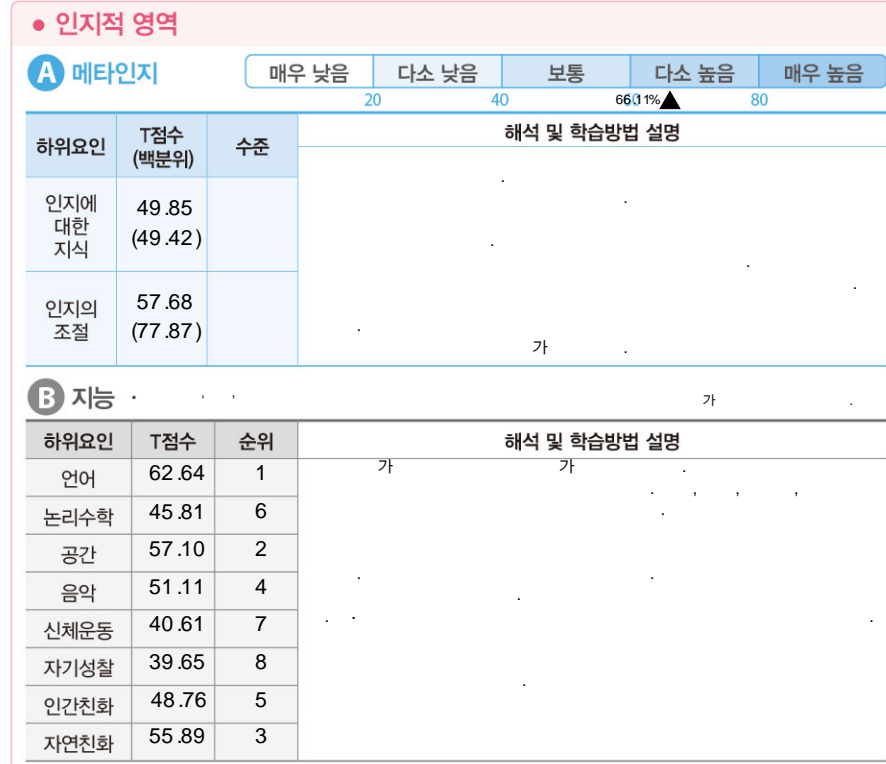 • 인지적 영역
A 메타인지
매우 낮음 다소 낮음 보통 다소 높음 매우 높음
20 40 60 80
66.11%▲
하위요인 T점수 (백분위) 수준 해석 및 학습방법 설명
인지에 대한 지식 49.85 (49.42)
인지의 조절 57.68 (77.87)
가
B 지능
가
하위요인 T점수 순위 해석 및 학습방법 설명
언어 62.64 1
가 가
논리수학 45.81 6
공간 57.10 2
음악 51.11 4
신체운동 40.61 7
자기성찰 39.65 8
인간친화 48.76 5
자연친화 55.89 3